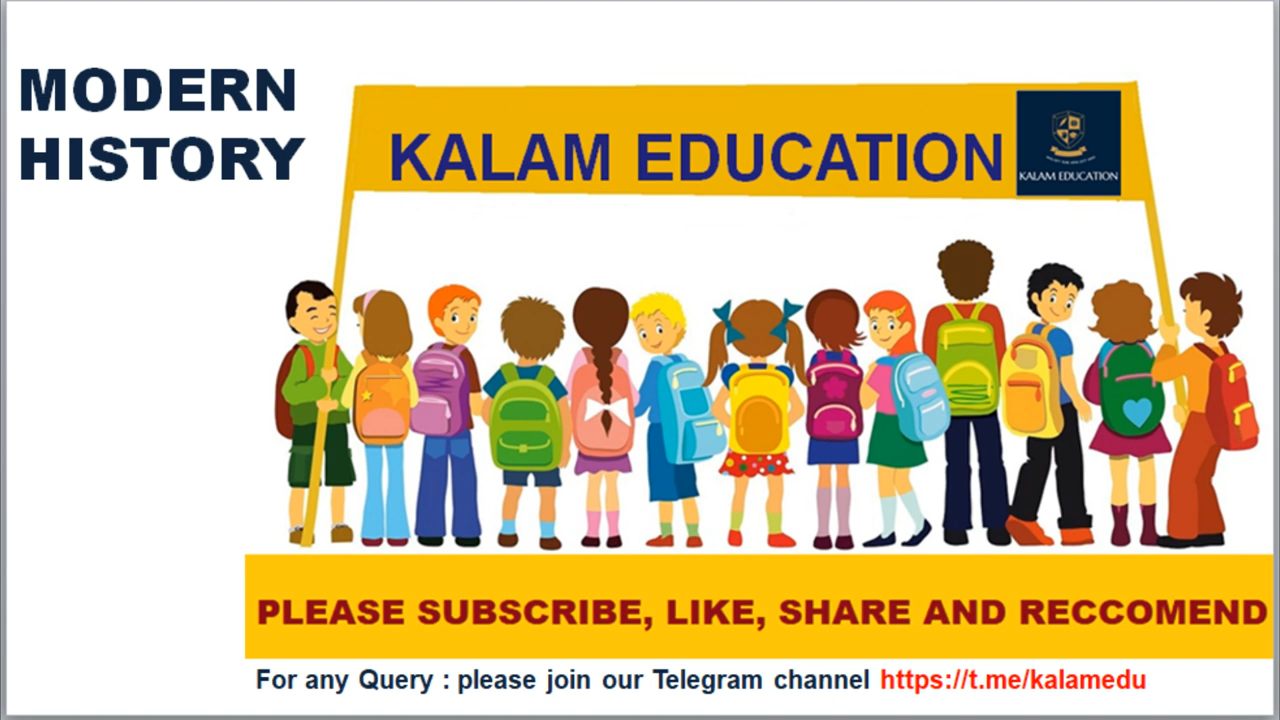 MODERN
HISTORY
KALAM EDUCATION
KALAM EDUCATION
PLEASE SUBSCRIBE, LIKE, SHARE AND RECCOMEND
For any Query : please join our Telegram channel https://t.me/kalamedu